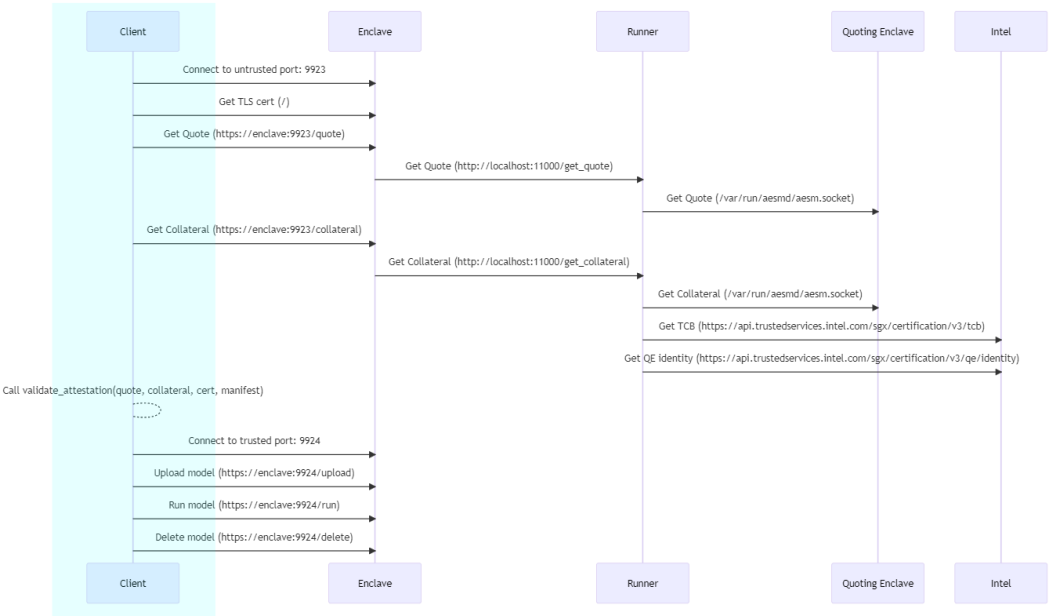 Client
Enclave
Runner
Quoting Enclave
Intel
Connect to untrusted port: 9923
Get TLS cert (/)
Get Quote (https://enclave:9923/quote)
Get Quote (http://localhost:11000/get_quote)
Get Quote (/var/run/aesmd/aesm.socket)
Get Collateral (https://enclave:9923/collateral)
Get Collateral (http://localhost:11000/get_collateral)
Get Collateral (/var/run/aesmd/aesm.socket)
Get TCB (https://api.trustedservices.intel.com/sgx/certification/v3/tcb)
Get QE identity (https://api.trustedservices.intel.com/sgx/certification/v3/qe/identity)
Call validate_attestation(quote, collateral, cert, manifest)
Connect to trusted port: 9924
Upload model (https://enclave:9924/upload)
Run model (https://enclave:9924/run)
Delete model (https://enclave:9924/delete)
Client
Enclave
Runner
Quoting Enclave
Intel